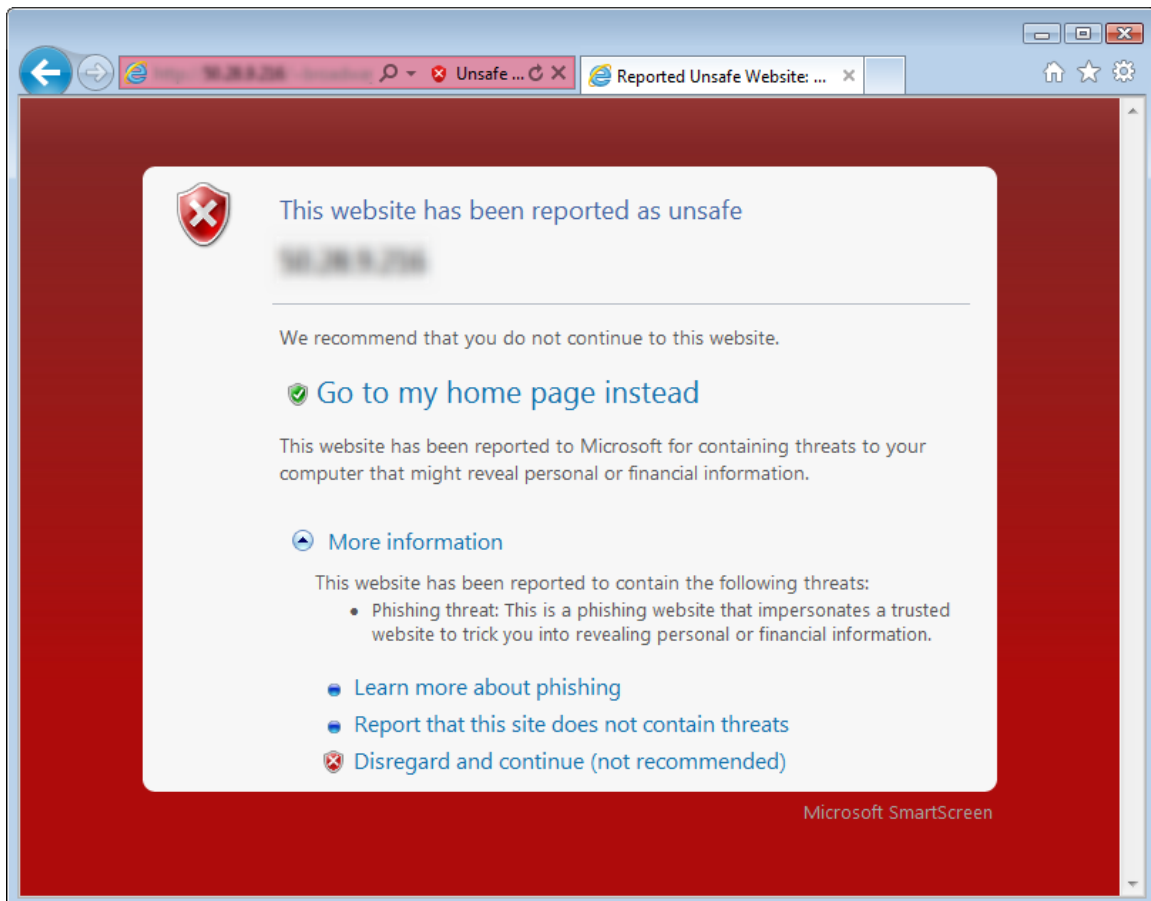 Unsafe ...
Reported Unsafe Website: ...
This website has been reported as unsafe
We recommend that you do not continue to this website.
Go to my home page instead
This website has been reported to Microsoft for containing threats to your
computer that might reveal personal or financial information.
More information
This website has been reported to contain the following threats:
• Phishing threat: This is a phishing website that impersonates a trusted
website to trick you into revealing personal or financial information.
Learn more about phishing
Report that this site does not contain threats
Disregard and continue (not recommended)
Microsoft SmartScreen